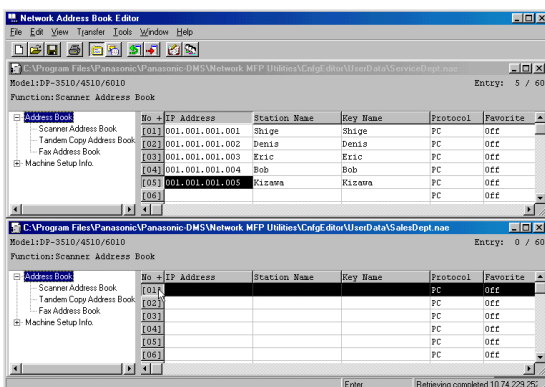 Network Address Book Editor
File Edit View Transfer Tools Window Help
C:\Program Files\Panasonic\Panasonic-DMS\Network MFP Utilities\CnfgEditor\UserData\ServiceDept.nae
Model:DP-3510/4510/6010 Entry: 5 / 60
Function:Scanner Address Book
Address Book
Scanner Address Book
Tandem Copy Address Book
Fax Address Book
Machine Setup Info.
No + IP Address Station Name Key Name Protocol Favorite
[01] 001.001.001.001 Shige Shige PC Off
[02] 001.001.001.002 Denis Denis PC Off
[03] 001.001.001.003 Eric Eric PC Off
[04] 001.001.001.004 Bob Bob PC Off
[05] 001.001.001.005 Kizawa Kizawa PC Off
[06] PC Off
C:\Program Files\Panasonic\Panasonic-DMS\Network MFP Utilities\CnfgEditor\UserData\SalesDept.nae
Model:DP-3510/4510/6010 Entry: 0 / 60
Function:Scanner Address Book
Address Book
Scanner Address Book
Tandem Copy Address Book
Fax Address Book
Machine Setup Info.
No + IP Address Station Name Key Name Protocol Favorite
[01] PC Off
[02] PC Off
[03] PC Off
[04] PC Off
[05] PC Off
[06] PC Off
Enter Retrieving completed 10.74.229.252